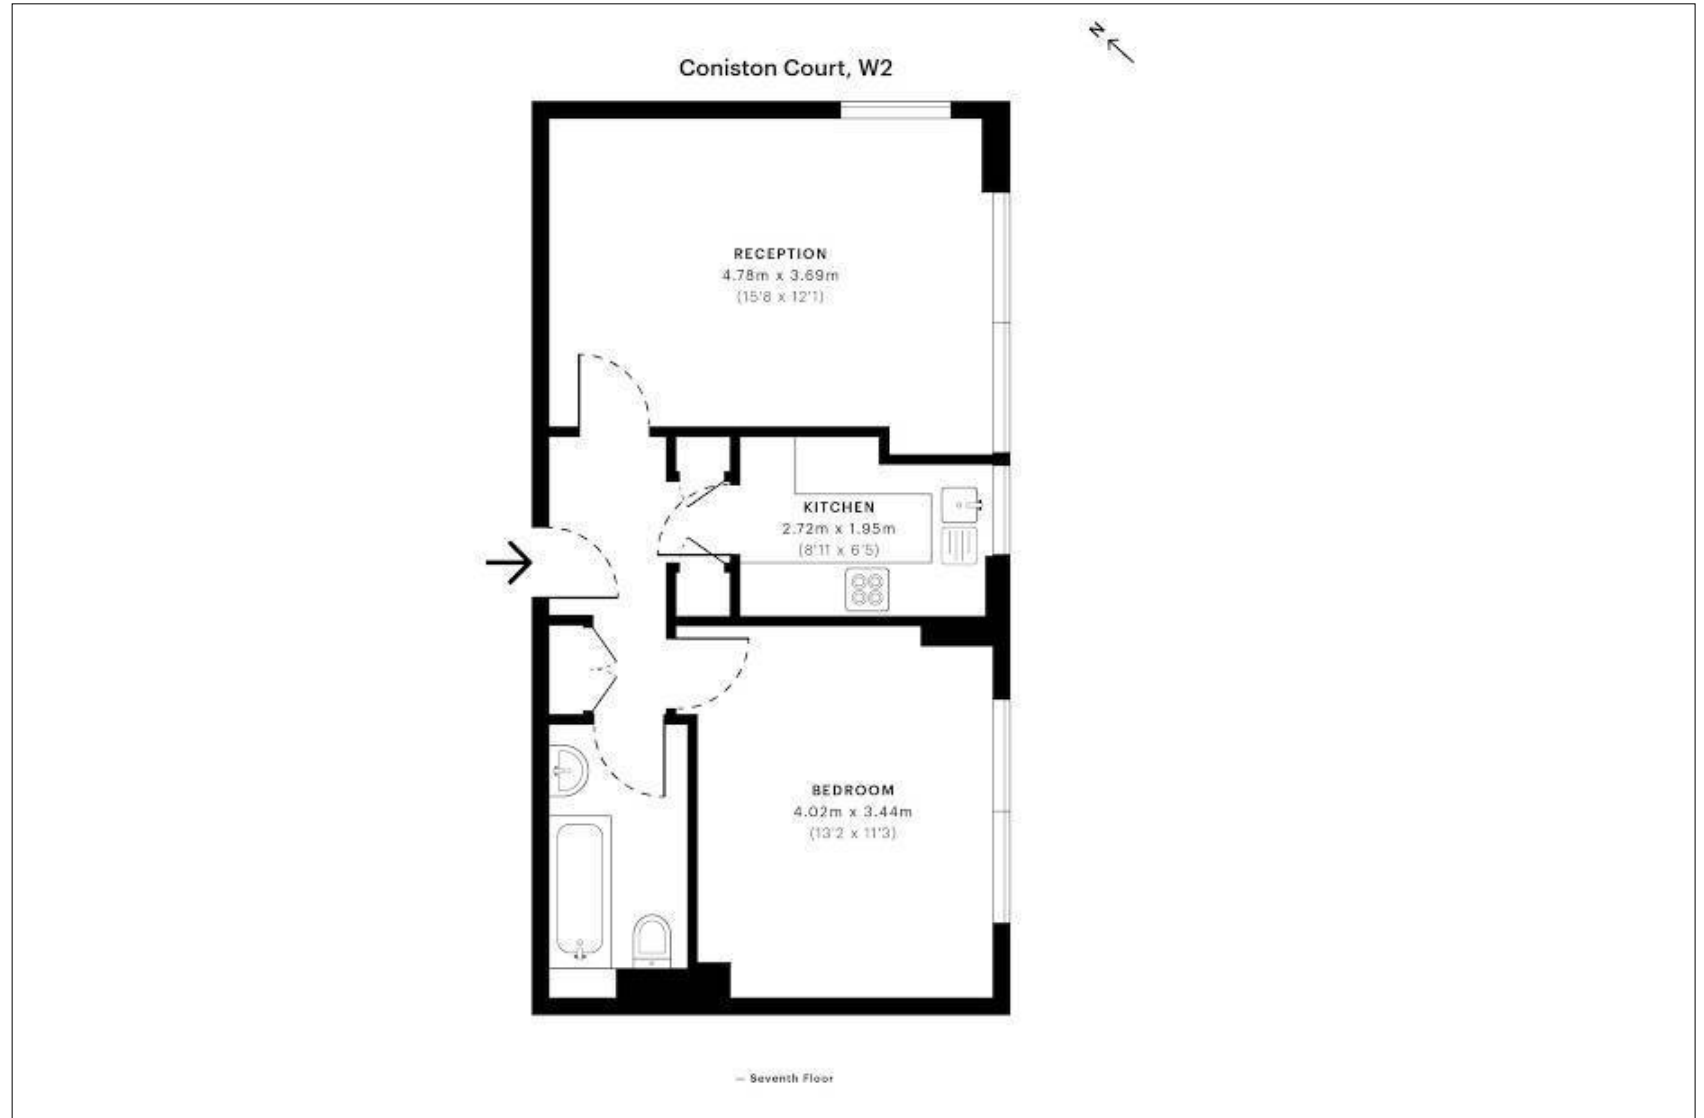 N
Coniston Court, W2
RECEPTION
4.78m x 3.69m
(15'8 x 12'1)
KITCHEN
2.72m x 1.95m
(8'11 x 6'5)
BEDROOM
4.02m x 3.44m
(13'2 x 11'3)
— Seventh Floor